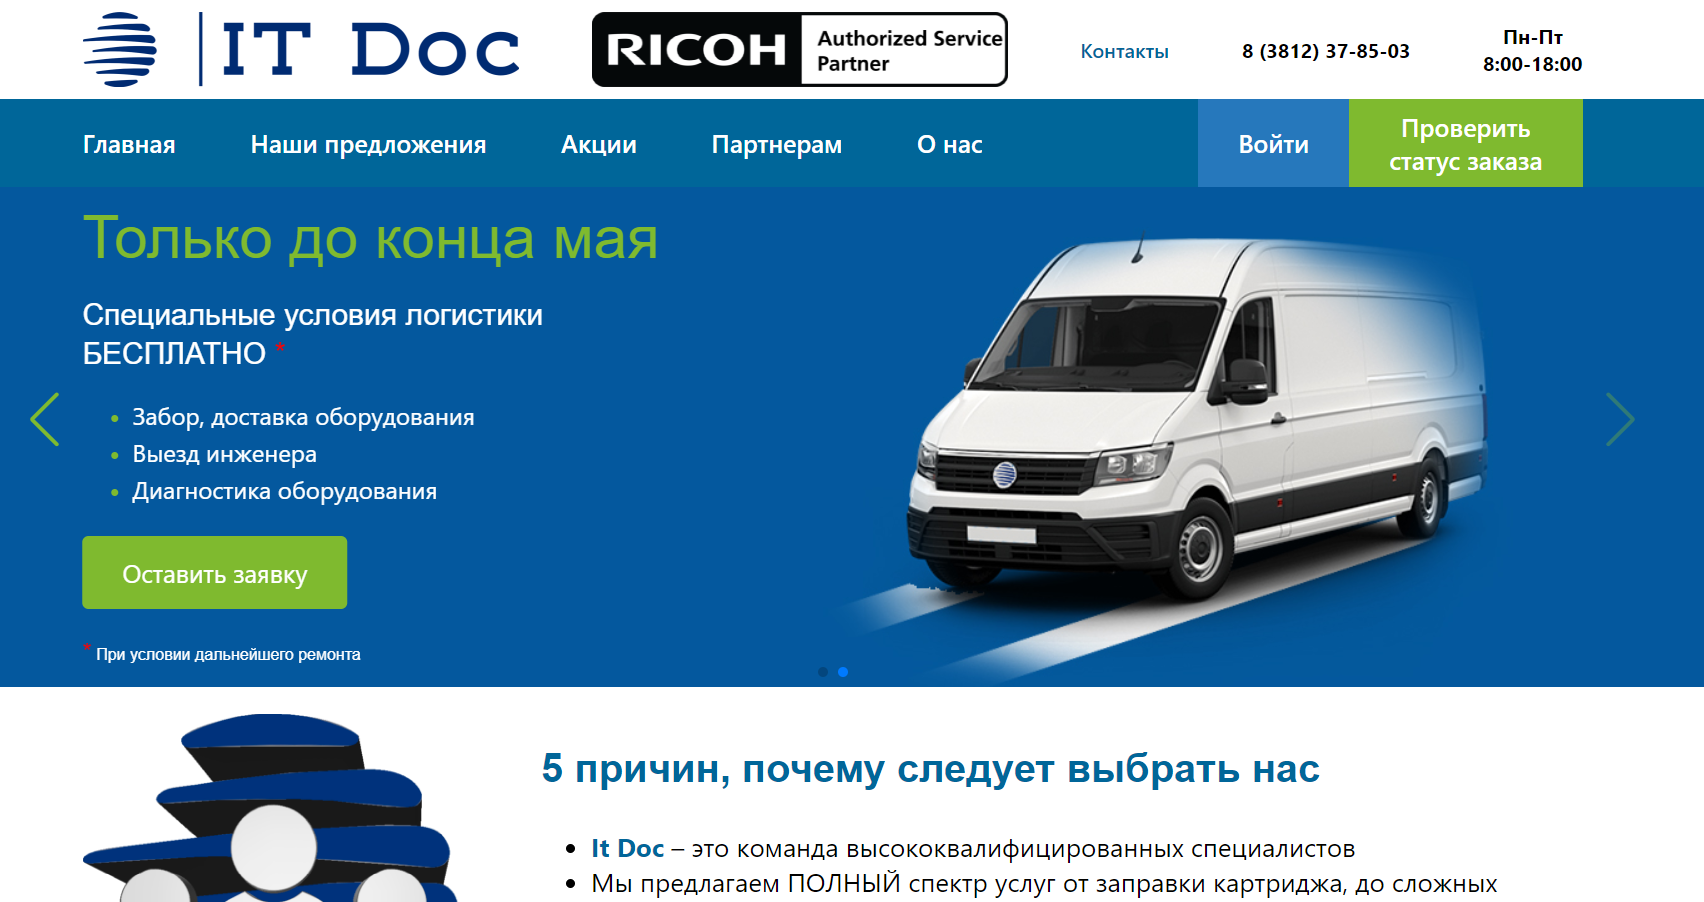 IT Doc
RICOH
Authorized Service
Partner
Контакты
8 (3812) 37-85-03
Пн-Пт
8:00-18:00
Главная
Наши предложения
Акции
Партнерам
О нас
Войти
Проверить
статус заказа
Только до конца мая
Специальные условия логистики
БЕСПЛАТНО *
• Забор, доставка оборудования
• Выезд инженера
• Диагностика оборудования
Оставить заявку
* При условии дальнейшего ремонта
5 причин, почему следует выбрать нас
• It Doc – это команда высококвалифицированных специалистов
• Мы предлагаем ПОЛНЫЙ спектр услуг от заправки картриджа, до сложных